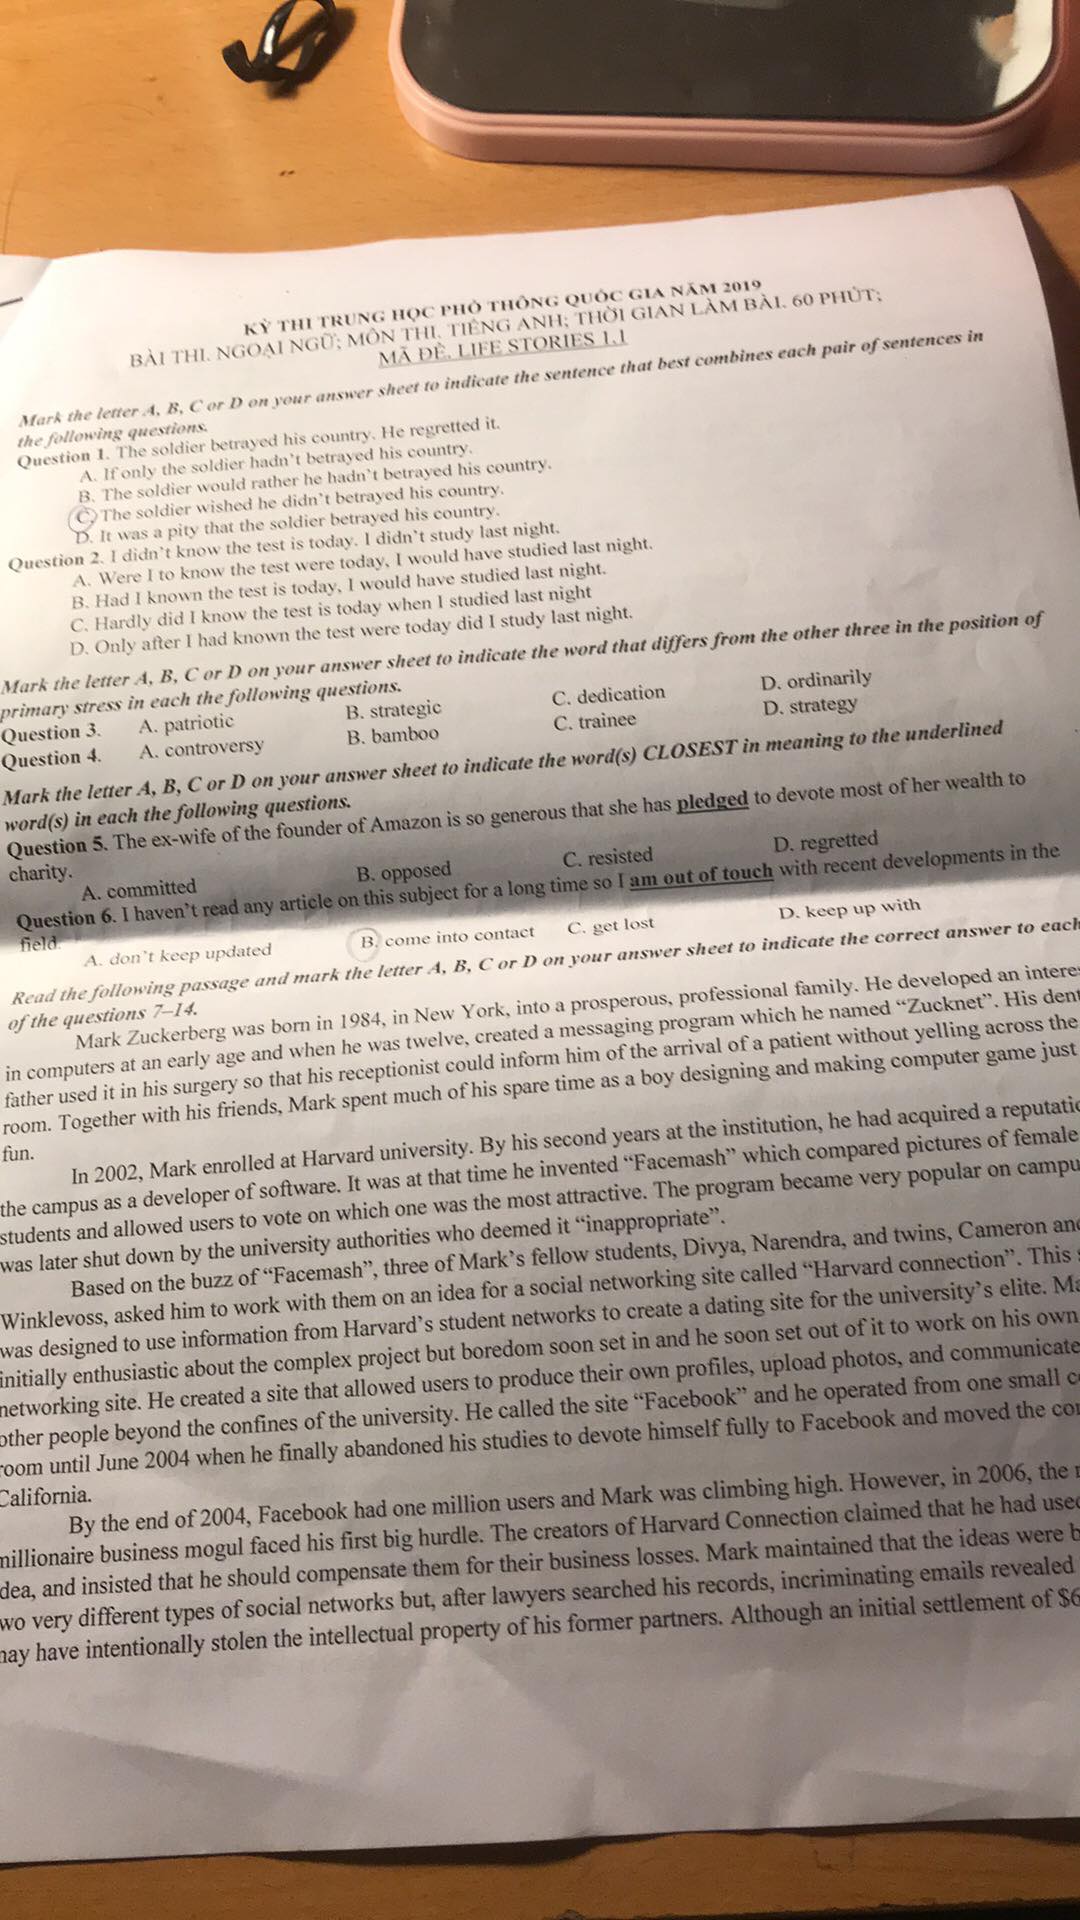 KỲ THI TRUNG HỌC PHỔ THÔNG QUỐC GIA NĂM 2019
BÀI THI. NGOẠI NGỮ; MÔN THI. TIẾNG ANH; THỜI GIAN LÀM BÀI. 60 PHÚT;
MÃ ĐỀ. LIFE STORIES 1.1
Mark the letter A, B, C or D on your answer sheet to indicate the sentence that best combines each pair of sentences in
the following questions.
Question 1. The soldier betrayed his country. He regretted it.
A. If only the soldier hadn't betrayed his country.
B. The soldier would rather he hadn't betrayed his country.
C. The soldier wished he didn't betrayed his country.
D. It was a pity that the soldier betrayed his country.
Question 2. I didn't know the test is today. I didn't study last night.
A. Were I to know the test were today, I would have studied last night.
B. Had I known the test is today, I would have studied last night.
C. Hardly did I know the test is today when I studied last night
D. Only after I had known the test were today did I study last night.
Mark the letter A, B, C or D on your answer sheet to indicate the word that differs from the other three in the position of
primary stress in each the following questions.
Question 3. A. patriotic B. strategic C. dedication D. ordinarily
Question 4. A. controversy B. bamboo C. trainee D. strategy
Mark the letter A, B, C or D on your answer sheet to indicate the word(s) CLOSEST in meaning to the underlined
word(s) in each the following questions.
Question 5. The ex-wife of the founder of Amazon is so generous that she has pledged to devote most of her wealth to
charity.
A. committed B. opposed C. resisted D. regretted
Question 6. I haven't read any article on this subject for a long time so I am out of touch with recent developments in the
field.
A. don't keep updated B. come into contact C. get lost D. keep up with
Read the following passage and mark the letter A, B, C or D on your answer sheet to indicate the correct answer to each
of the questions 7–14.
Mark Zuckerberg was born in 1984, in New York, into a prosperous, professional family. He developed an
in computers at an early age and when he was twelve, created a messaging program which he named "Zucknet". His
father used it in his surgery so that his receptionist could inform him of the arrival of a patient without yelling across the
room. Together with his friends, Mark spent much of his spare time as a boy designing and making computer game just
fun.
In 2002, Mark enrolled at Harvard university. By his second years at the institution, he had acquired a
the campus as a developer of software. It was at that time he invented "Facemash" which compared pictures of female
students and allowed users to vote on which one was the most attractive. The program became very popular on
was later shut down by the university authorities who deemed it "inappropriate".
Based on the buzz of "Facemash", three of Mark's fellow students, Divya, Narendra, and twins, Cameron
Winklevoss, asked him to work with them on an idea for a social networking site called "Harvard connection". This
was designed to use information from Harvard's student networks to create a dating site for the university's elite.
initially enthusiastic about the complex project but boredom soon set in and he soon set out of it to work on his own
networking site. He created a site that allowed users to produce their own profiles, upload photos, and communicate
other people beyond the confines of the university. He called the site "Facebook" and he operated from one small
room until June 2004 when he finally abandoned his studies to devote himself fully to Facebook and moved the
California.
By the end of 2004, Facebook had one million users and Mark was climbing high. However, in 2006, the
millionaire business mogul faced his first big hurdle. The creators of Harvard Connection claimed that he had used
dea, and insisted that he should compensate them for their business losses. Mark maintained that the ideas were
wo very different types of social networks but, after lawyers searched his records, incriminating emails revealed
may have intentionally stolen the intellectual property of his former partners. Although an initial settlement of $6